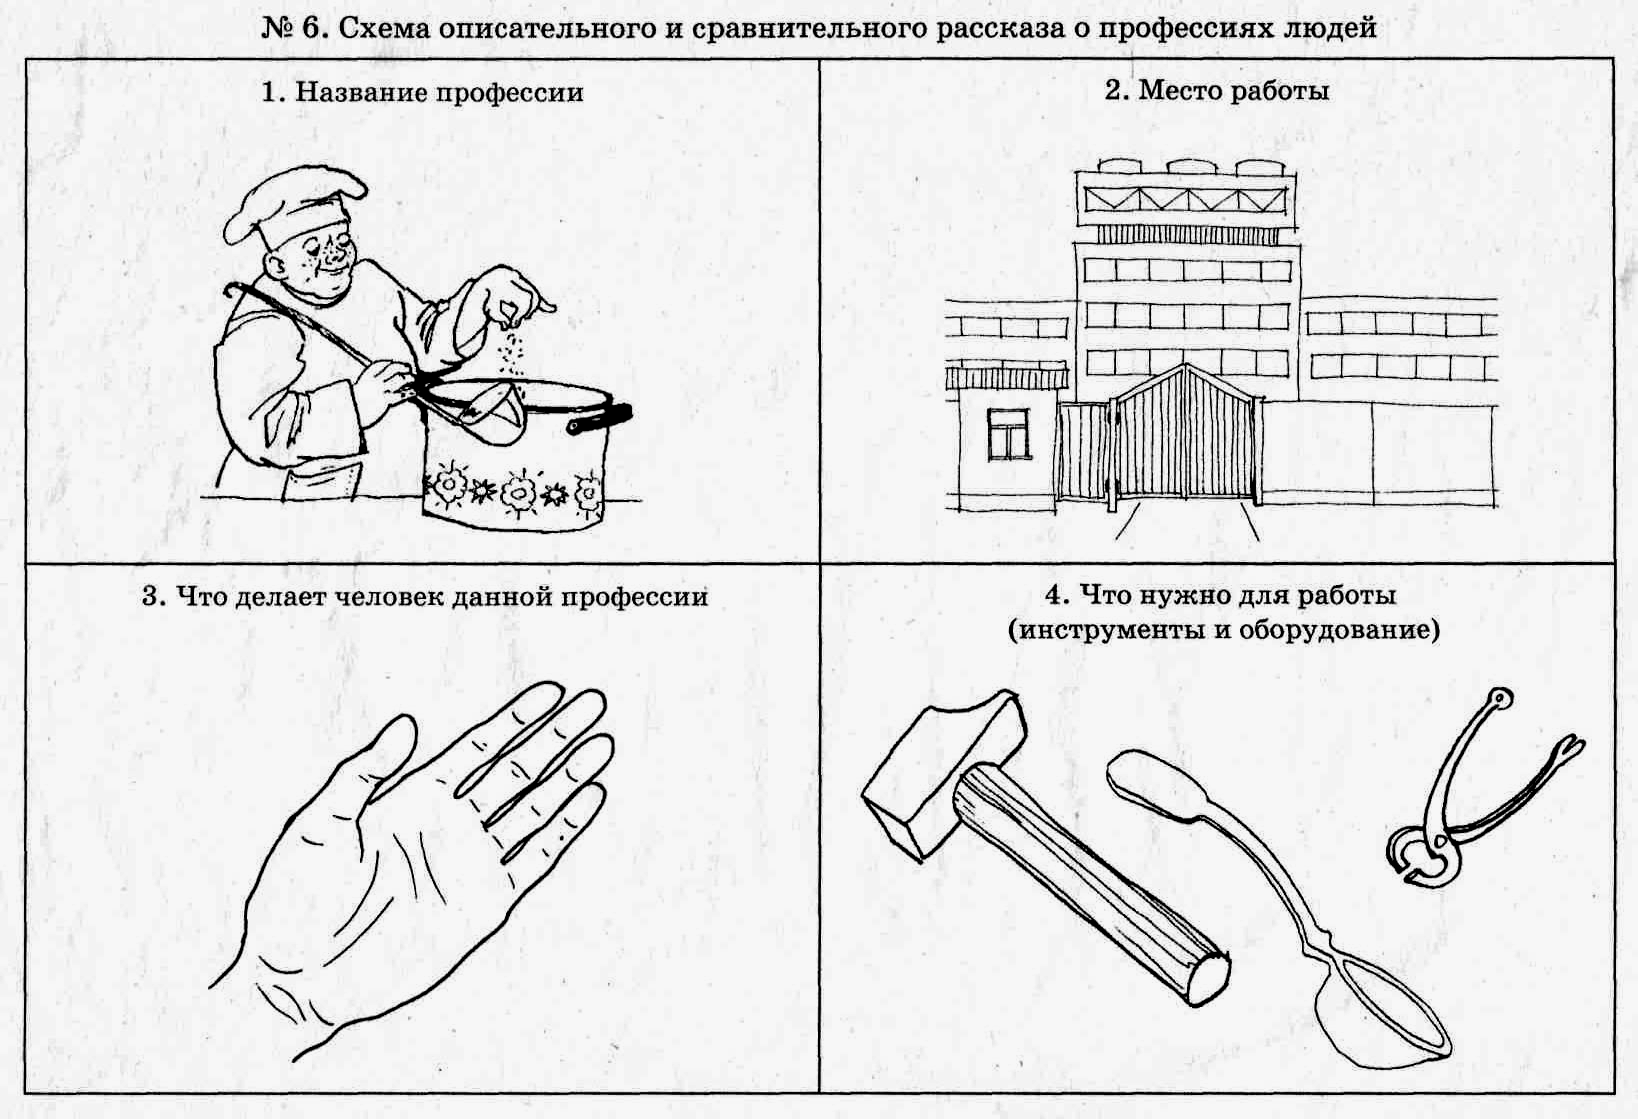 № 6. Схема описательного и сравнительного рассказа о профессиях людей
1. Название профессии
2. Место работы
3. Что делает человек данной профессии
4. Что нужно для работы
(инструменты и оборудование)